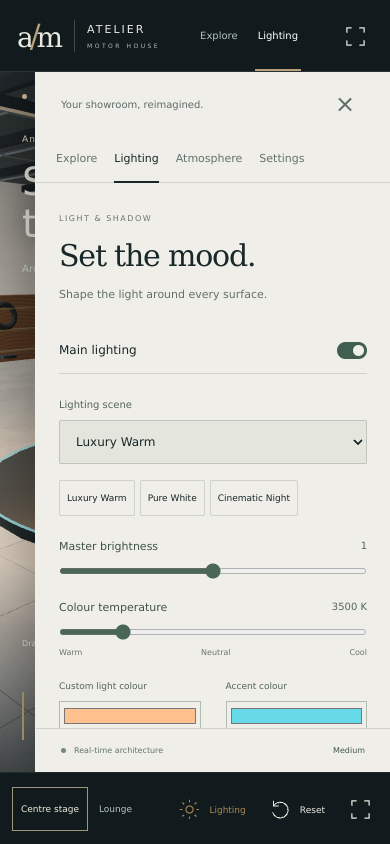 a/m ATELIER MOTOR HOUSE Explore Lighting
Your showroom, reimagined.
Explore Lighting Atmosphere Settings
LIGHT & SHADOW
Set the mood.
Shape the light around every surface.
Main lighting
Lighting scene
Luxury Warm
Luxury Warm Pure White Cinematic Night
Master brightness 1
Colour temperature 3500 K
Warm Neutral Cool
Custom light colour Accent colour
Real-time architecture Medium
Centre stage Lounge Lighting Reset